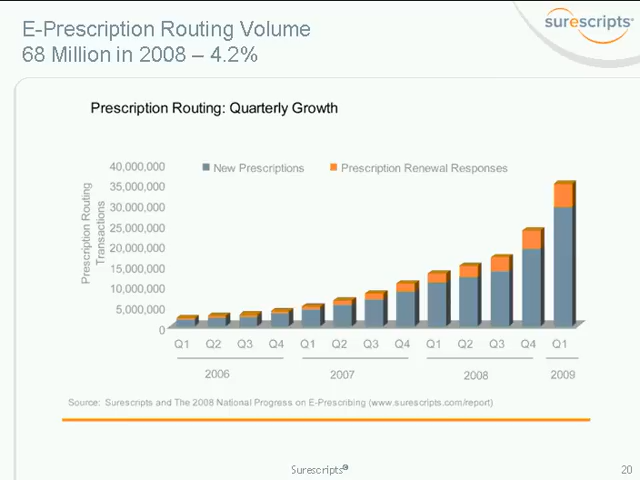 E-Prescription Routing Volume
68 Million in 2008 – 4.2%
surescripts
Prescription Routing: Quarterly Growth
New Prescriptions
Prescription Renewal Responses
Prescription Routing
Transactions
40,000,000
35,000,000
30,000,000
25,000,000
20,000,000
15,000,000
10,000,000
5,000,000
0
Q1 Q2 Q3 Q4 Q1 Q2 Q3 Q4 Q1 Q2 Q3 Q4 Q1
2006 2007 2008 2009
Source: Surescripts and The 2008 National Progress on E-Prescribing (www.surescripts.com/report)
Surescripts®
20